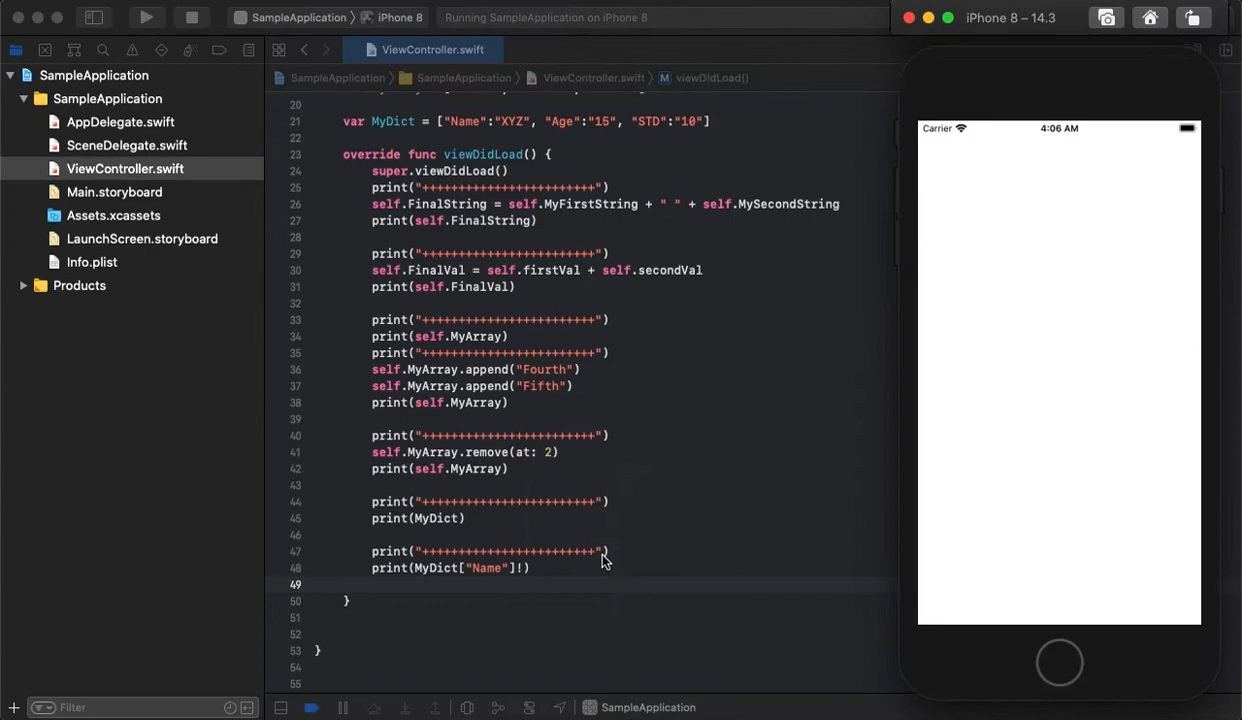 SampleApplication 〉 iPhone 8
Running SampleApplication on iPhone 8
iPhone 8 – 14.3
ViewController.swift
SampleApplication 〉 SampleApplication 〉 ViewController.swift 〉 M viewDidLoad()
SampleApplication
SampleApplication
AppDelegate.swift
SceneDelegate.swift
ViewController.swift
Main.storyboard
Assets.xcassets
LaunchScreen.storyboard
Info.plist
Products
20
21 var MyDict = ["Name":"XYZ", "Age":"15", "STD":"10"]
22
23 override func viewDidLoad() {
24 super.viewDidLoad()
25 print("++++++++++++++++++++++++")
26 self.FinalString = self.MyFirstString + " " + self.MySecondString
27 print(self.FinalString)
28
29 print("++++++++++++++++++++++++")
30 self.FinalVal = self.firstVal + self.secondVal
31 print(self.FinalVal)
32
33 print("++++++++++++++++++++++++")
34 print(self.MyArray)
35 print("++++++++++++++++++++++++")
36 self.MyArray.append("Fourth")
37 self.MyArray.append("Fifth")
38 print(self.MyArray)
39
40 print("++++++++++++++++++++++++")
41 self.MyArray.remove(at: 2)
42 print(self.MyArray)
43
44 print("++++++++++++++++++++++++")
45 print(MyDict)
46
47 print("++++++++++++++++++++++++")
48 print(MyDict["Name"]!)
49
50 }
51
52
53 }
54
55
Carrier 4:06 AM
Filter
SampleApplication